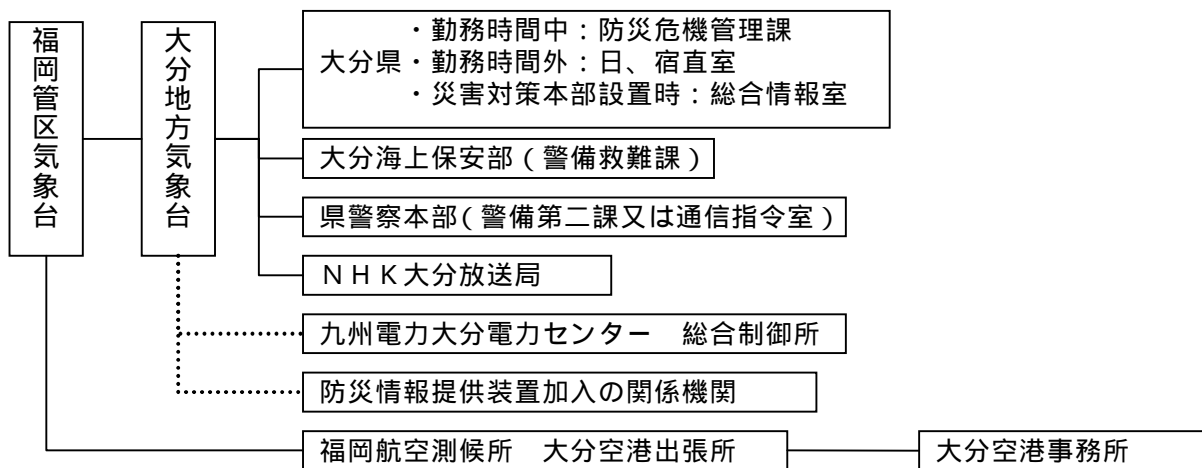 福岡管区気象台
大分地方気象台
・勤務時間中：防災危機管理課
大分県・勤務時間外：日、宿直室
・災害対策本部設置時：総合情報室
大分海上保安部（警備救難課）
県警察本部（警備第二課又は通信指令室）
ＮＨＫ大分放送局
九州電力大分電力センター　総合制御所
防災情報提供装置加入の関係機関
福岡航空測候所　大分空港出張所
大分空港事務所